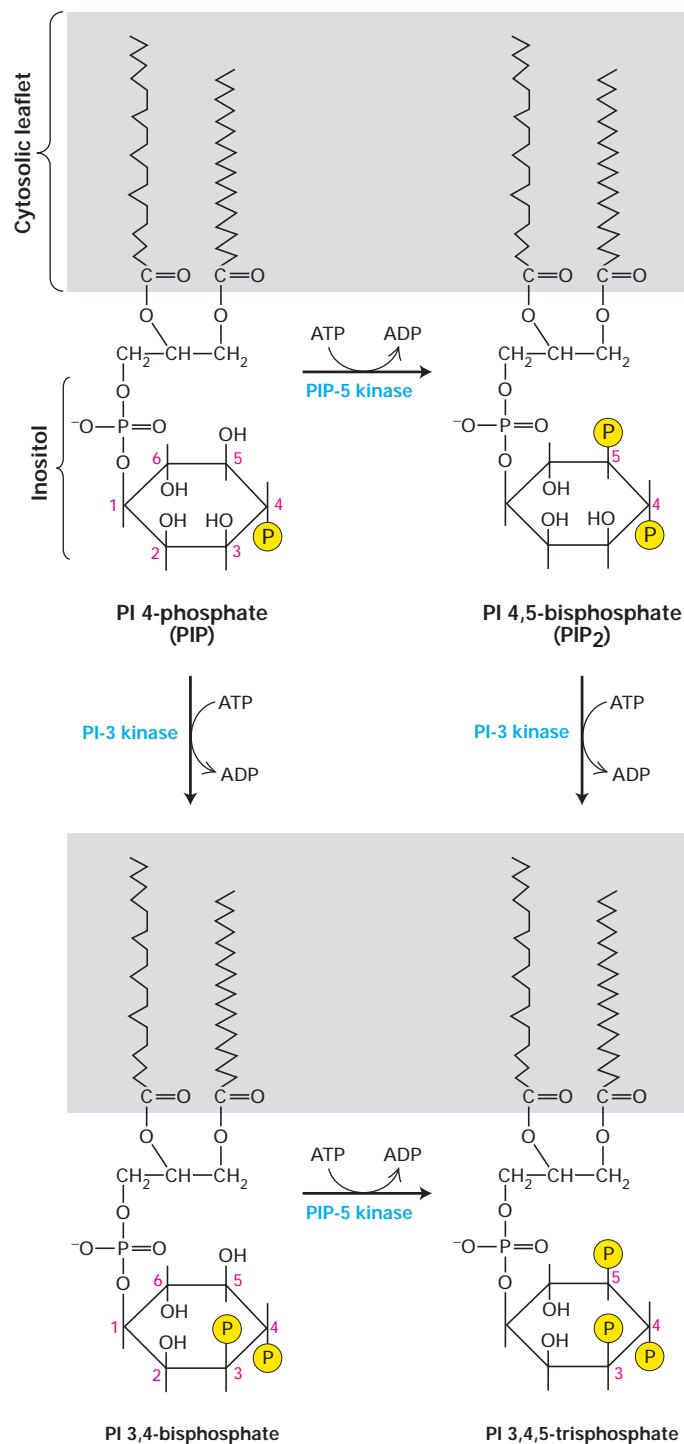 Cytosolic leaflet
C=O C=O C=O C=O
O O O O
CH2 CH CH2 ATP ADP CH2 CH CH2
PIP-5 kinase
Inositol
O O
−O P O −O P O
OH P
O 6 5 O 5
OH OH
1 4 4
OH HO P OH HO P
2 3
PI 4-phosphate PI 4,5-bisphosphate
(PIP) (PIP2)
ATP ATP
PI-3 kinase PI-3 kinase
ADP ADP
C=O C=O C=O C=O
O O O O
CH2 CH CH2 ATP ADP CH2 CH CH2
PIP-5 kinase
O O
−O P O −O P O
OH P
O 6 5 O 5
OH OH
1 P 4 P 4
OH P OH P
2 3 3
PI 3,4-bisphosphate PI 3,4,5-trisphosphate